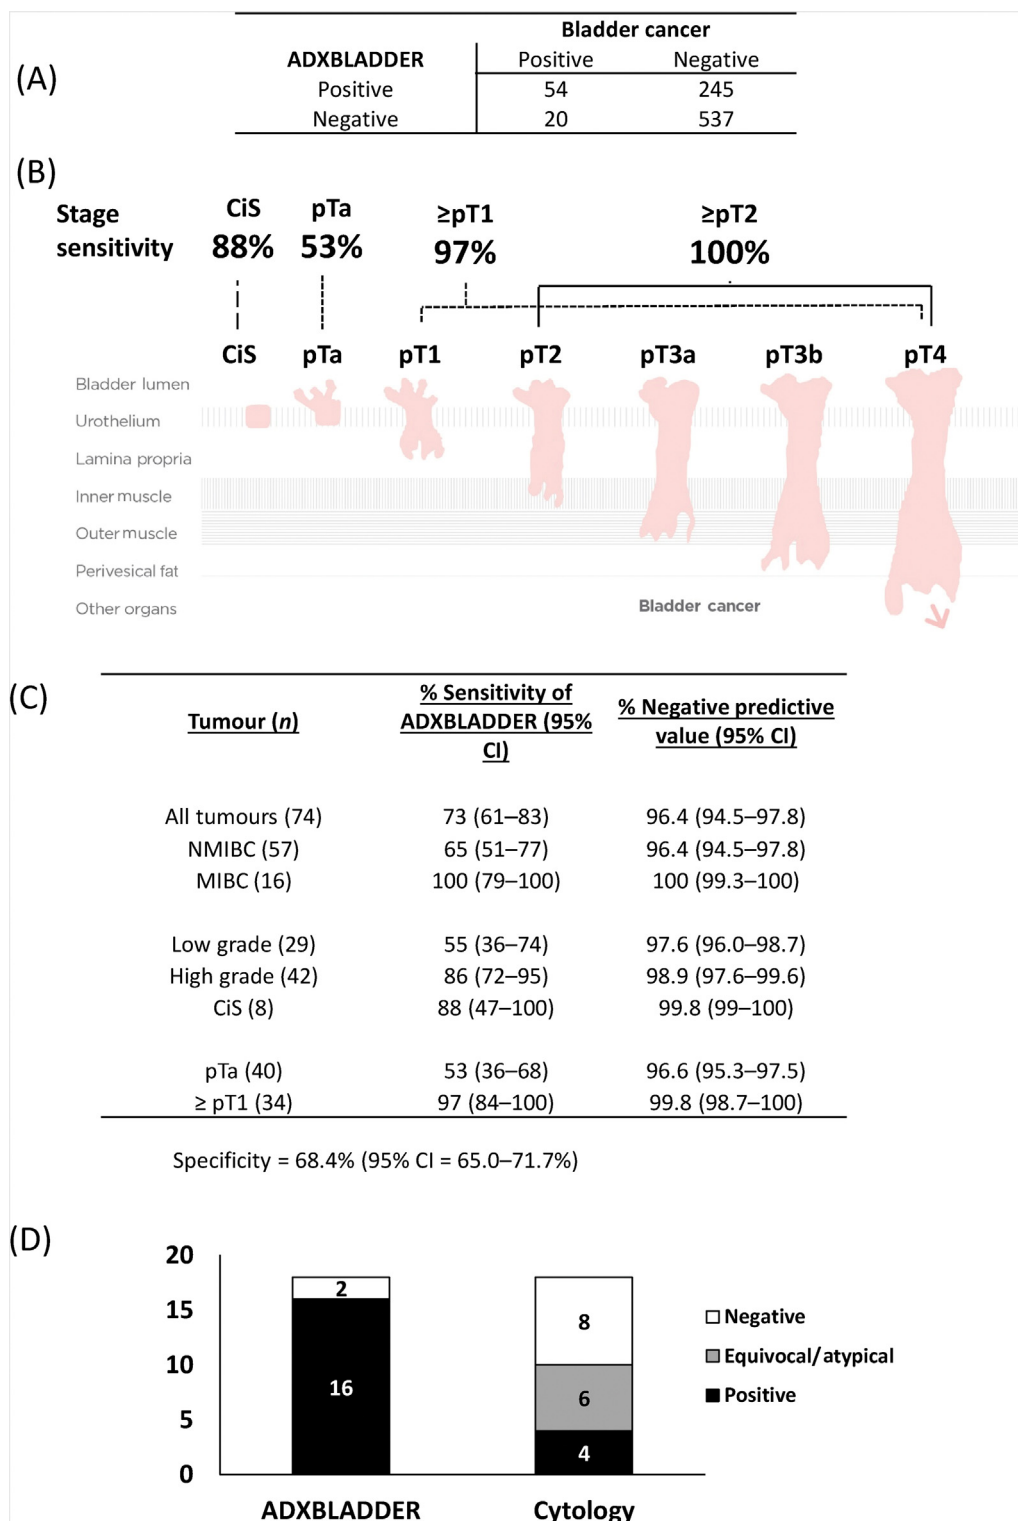 (A)
Bladder cancer
ADXBLADDER Positive Negative
Positive 54 245
Negative 20 537
(B)
Stage sensitivity
CiS pTa ≥pT1 ≥pT2
88% 53% 97% 100%
CiS pTa pT1 pT2 pT3a pT3b pT4
Bladder lumen
Urothelium
Lamina propria
Inner muscle
Outer muscle
Perivesical fat
Other organs
Bladder cancer
(C)
Tumour (n) % Sensitivity of ADXBLADDER (95% CI) % Negative predictive value (95% CI)
All tumours (74) 73 (61–83) 96.4 (94.5–97.8)
NMIBC (57) 65 (51–77) 96.4 (94.5–97.8)
MIBC (16) 100 (79–100) 100 (99.3–100)
Low grade (29) 55 (36–74) 97.6 (96.0–98.7)
High grade (42) 86 (72–95) 98.9 (97.6–99.6)
CiS (8) 88 (47–100) 99.8 (99–100)
pTa (40) 53 (36–68) 96.6 (95.3–97.5)
≥ pT1 (34) 97 (84–100) 99.8 (98.7–100)
Specificity = 68.4% (95% CI = 65.0–71.7%)
(D)
20
15
10
5
0
2
16
8
6
4
Negative
Equivocal/atypical
Positive
ADXBLADDER Cytology